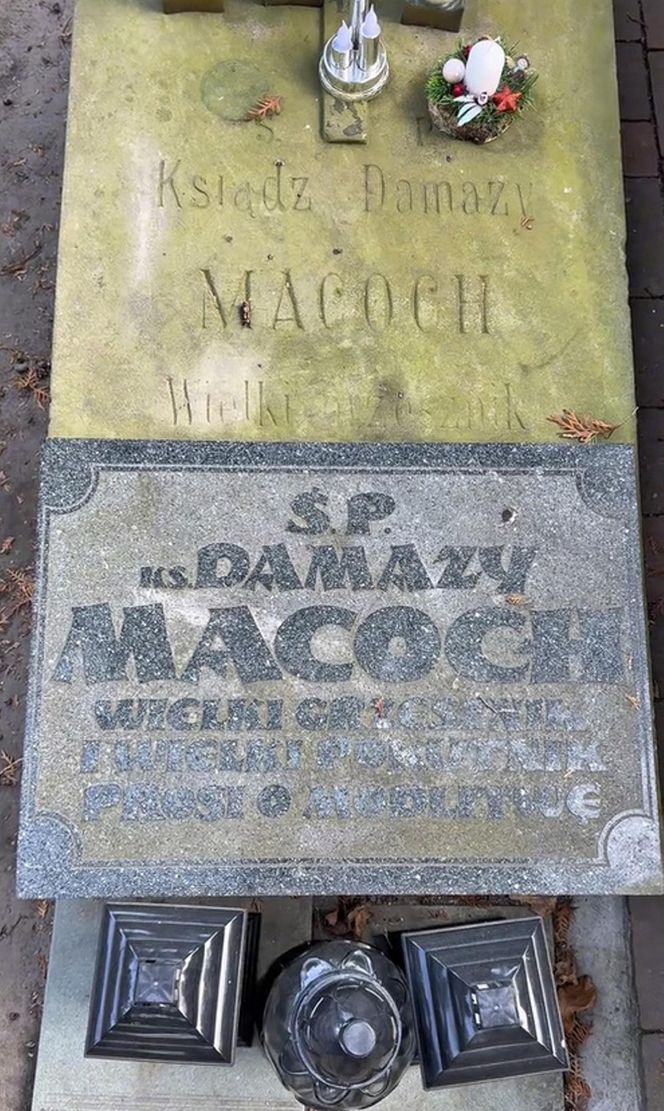 Ś. P.
Ksiądz Damazy
MACOCH
Wielki grzesznik
Ś.P.
KS. DAMAZY
MACOCH
WIELKI GRZESZNIK
I WIELKI POKUTNIK
PROSI O MODLITWĘ